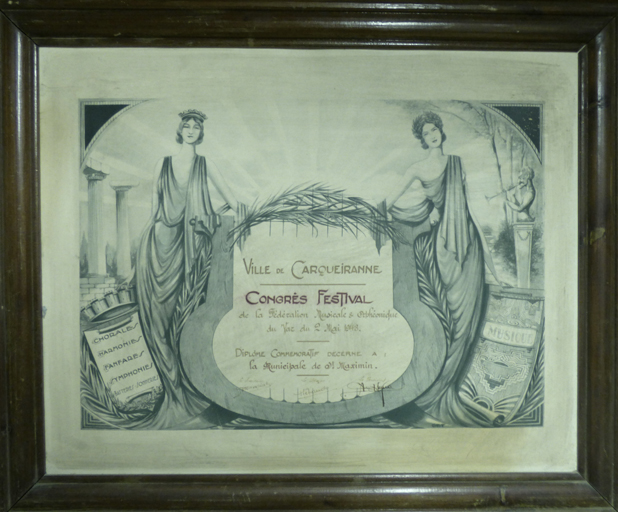 VILLE DE CARQUEIRANNE
CONGRÈS FESTIVAL
de la Fédération Musicale & Orphéonique
du Var du 2 Mai
DIPLÔME COMMÉMORATIF DÉCERNÉ À :
la Municipale de St Maximin.
CHORALES
HARMONIES
FANFARES
SYMPHONIES
MUSIQUE